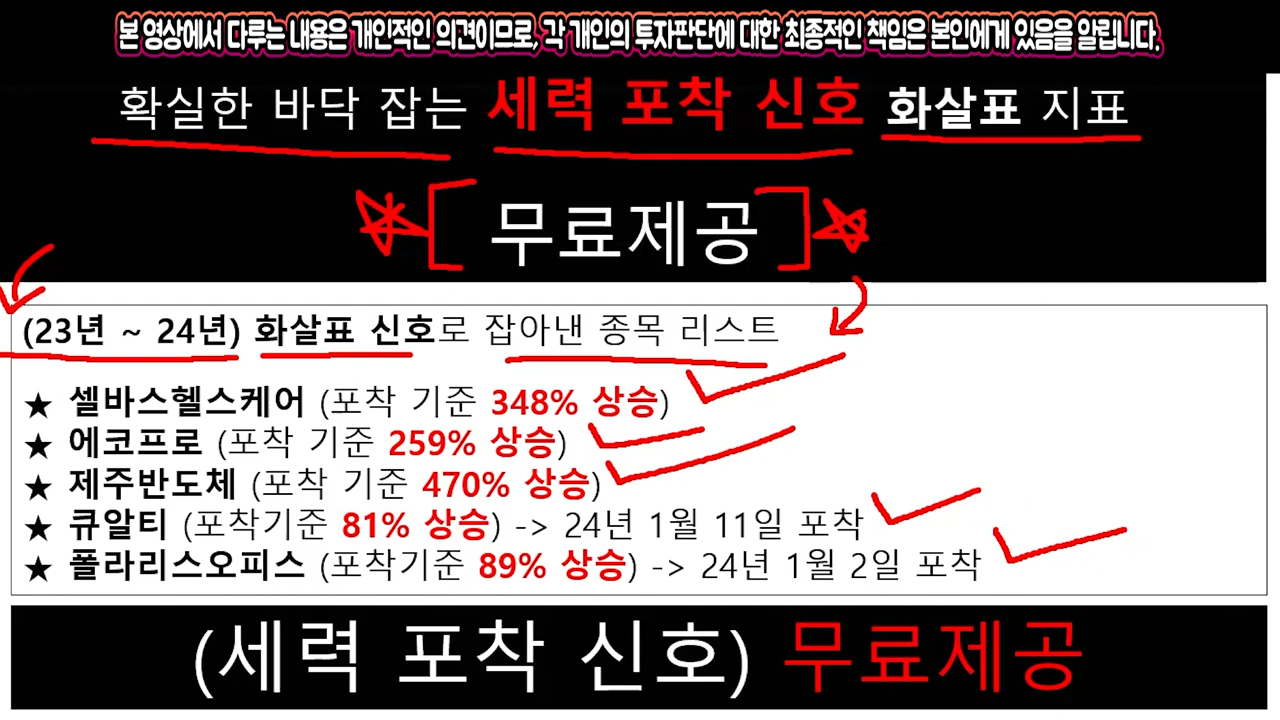 본 영상에서 다루는 내용은 개인적인 의견이므로, 각 개인의 투자판단에 대한 최종적인 책임은 본인에게 있음을 알립니다.
확실한 바닥 잡는 세력 포착 신호 화살표 지표
무료제공
(23년 ~ 24년) 화살표 신호로 잡아낸 종목 리스트
★ 셀바스헬스케어 (포착 기준 348% 상승)
★ 에코프로 (포착 기준 259% 상승)
★ 제주반도체 (포착 기준 470% 상승)
★ 큐알티 (포착기준 81% 상승) -> 24년 1월 11일 포착
★ 폴라리스오피스 (포착기준 89% 상승) -> 24년 1월 2일 포착
(세력 포착 신호) 무료제공